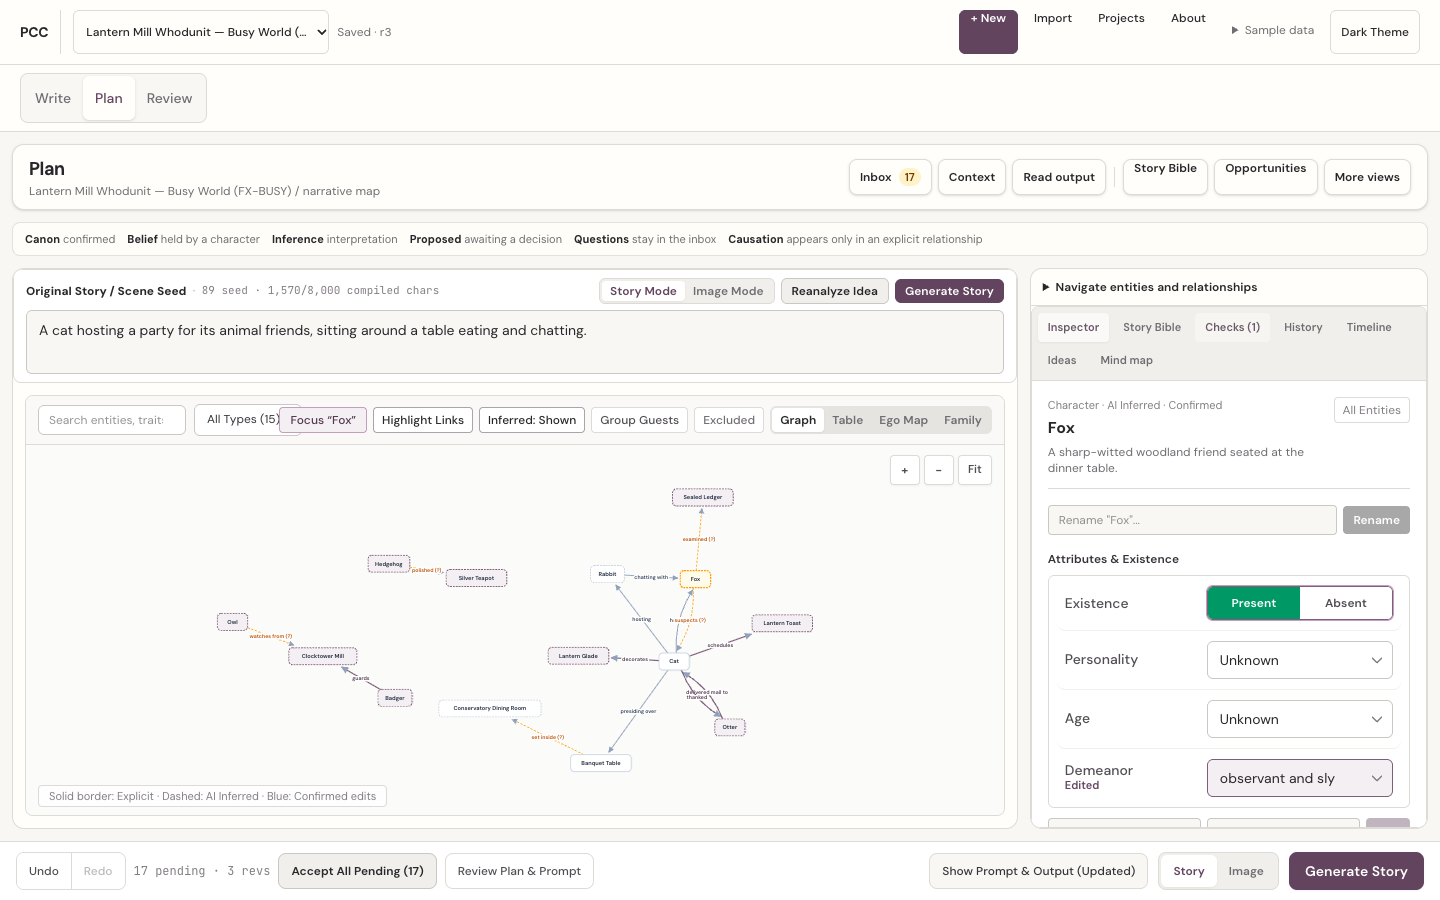 PCC
Lantern Mill Whodunit — Busy World (...
Saved · r3
+ New
Import
Projects
About
▶ Sample data
Dark Theme
Write
Plan
Review
Plan
Lantern Mill Whodunit — Busy World (FX-BUSY) / narrative map
Inbox 17
Context
Read output
Story Bible
Opportunities
More views
Canon confirmed Belief held by a character Inference interpretation Proposed awaiting a decision Questions stay in the inbox Causation appears only in an explicit relationship
Original Story / Scene Seed · 89 seed · 1,570/8,000 compiled chars
Story Mode
Image Mode
Reanalyze Idea
Generate Story
A cat hosting a party for its animal friends, sitting around a table eating and chatting.
Search entities, trait:
All Types (15)
Focus “Fox”
Highlight Links
Inferred: Shown
Group Guests
Excluded
Graph
Table
Ego Map
Family
+
−
Fit
Sealed Ledger
examined (?)
Hedgehog
polished (?)
Silver Teapot
Rabbit
chatting with
Fox
Owl
watches from (?)
hosting
suspects (?)
Lantern Toast
schedules
Clocktower Mill
Lantern Glade
decorates
Cat
guards
Badger
delivered mail to
thanked
Conservatory Dining Room
presiding over
Otter
set inside (?)
Banquet Table
Solid border: Explicit · Dashed: AI Inferred · Blue: Confirmed edits
▶ Navigate entities and relationships
Inspector
Story Bible
Checks (1)
History
Timeline
Ideas
Mind map
Character · AI Inferred · Confirmed
All Entities
Fox
A sharp-witted woodland friend seated at the
dinner table.
Rename "Fox"...
Rename
Attributes & Existence
Existence
Present
Absent
Personality
Unknown
Age
Unknown
Demeanor
Edited
observant and sly
Undo
Redo
17 pending · 3 revs
Accept All Pending (17)
Review Plan & Prompt
Show Prompt & Output (Updated)
Story
Image
Generate Story